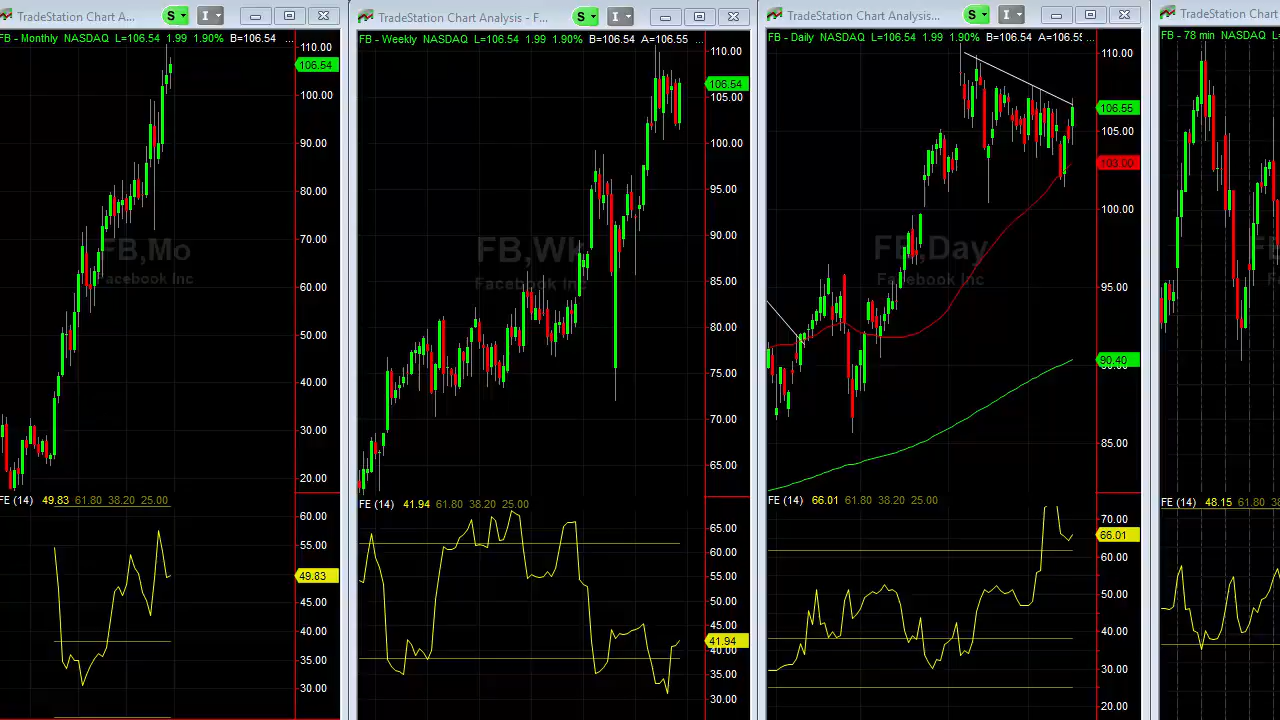 TradeStation Chart A...
S
I
FB - Monthly NASDAQ L=106.54 1.99 1.90% B=106.54 ...
110.00
106.54
100.00
90.00
80.00
70.00
60.00
50.00
40.00
30.00
20.00
FB,Mo
Facebook Inc
FE (14) 49.83 61.80 38.20 25.00
60.00
55.00
49.83
45.00
40.00
35.00
30.00
TradeStation Chart Analysis - F...
S
I
FB - Weekly NASDAQ L=106.54 1.99 1.90% B=106.54 A=106.55 ...
110.00
106.54
105.00
100.00
95.00
90.00
85.00
80.00
75.00
70.00
65.00
FB,Wk
Facebook Inc
FE (14) 41.94 61.80 38.20 25.00
65.00
60.00
55.00
50.00
45.00
41.94
40.00
35.00
30.00
TradeStation Chart Analysis...
S
I
FB - Daily NASDAQ L=106.54 1.99 1.90% B=106.54 A=106.55 ...
110.00
106.55
105.00
103.00
100.00
95.00
90.40
90.00
85.00
FB,Day
Facebook Inc
FE (14) 66.01 61.80 38.20 25.00
70.00
66.01
60.00
50.00
40.00
30.00
20.00
TradeStation Chart
FB - 78 min NASDAQ L=
FE (14) 48.15 61.80